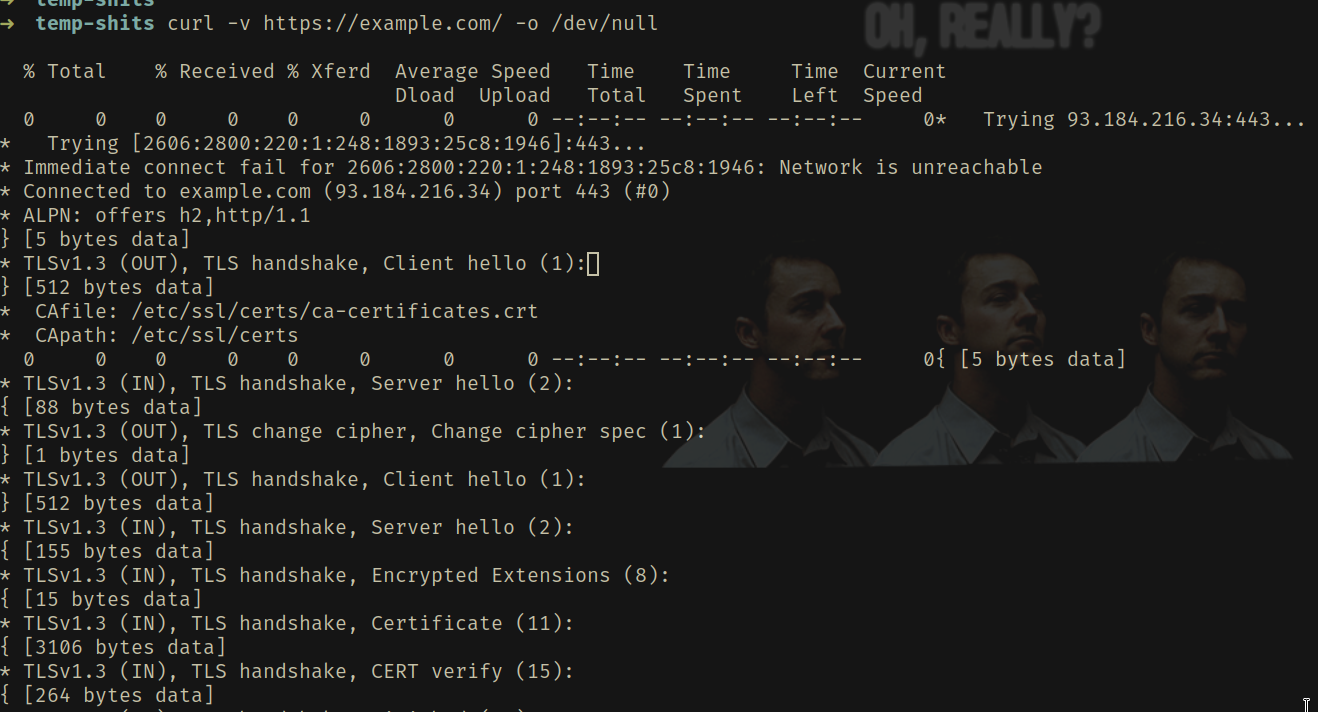 →  temp-shits
→  temp-shits curl -v https://example.com/ -o /dev/null
OH, REALLY?
  % Total    % Received % Xferd  Average Speed   Time    Time     Time  Current
                                 Dload  Upload   Total   Spent    Left  Speed
  0     0    0     0    0     0      0      0 --:--:-- --:--:-- --:--:--     0*   Trying 93.184.216.34:443...
*   Trying [2606:2800:220:1:248:1893:25c8:1946]:443...
* Immediate connect fail for 2606:2800:220:1:248:1893:25c8:1946: Network is unreachable
* Connected to example.com (93.184.216.34) port 443 (#0)
* ALPN: offers h2,http/1.1
} [5 bytes data]
* TLSv1.3 (OUT), TLS handshake, Client hello (1):
} [512 bytes data]
*  CAfile: /etc/ssl/certs/ca-certificates.crt
*  CApath: /etc/ssl/certs
  0     0    0     0    0     0      0      0 --:--:-- --:--:-- --:--:--     0{ [5 bytes data]
* TLSv1.3 (IN), TLS handshake, Server hello (2):
{ [88 bytes data]
* TLSv1.3 (OUT), TLS change cipher, Change cipher spec (1):
} [1 bytes data]
* TLSv1.3 (OUT), TLS handshake, Client hello (1):
} [512 bytes data]
* TLSv1.3 (IN), TLS handshake, Server hello (2):
{ [155 bytes data]
* TLSv1.3 (IN), TLS handshake, Encrypted Extensions (8):
{ [15 bytes data]
* TLSv1.3 (IN), TLS handshake, Certificate (11):
{ [3106 bytes data]
* TLSv1.3 (IN), TLS handshake, CERT verify (15):
{ [264 bytes data]